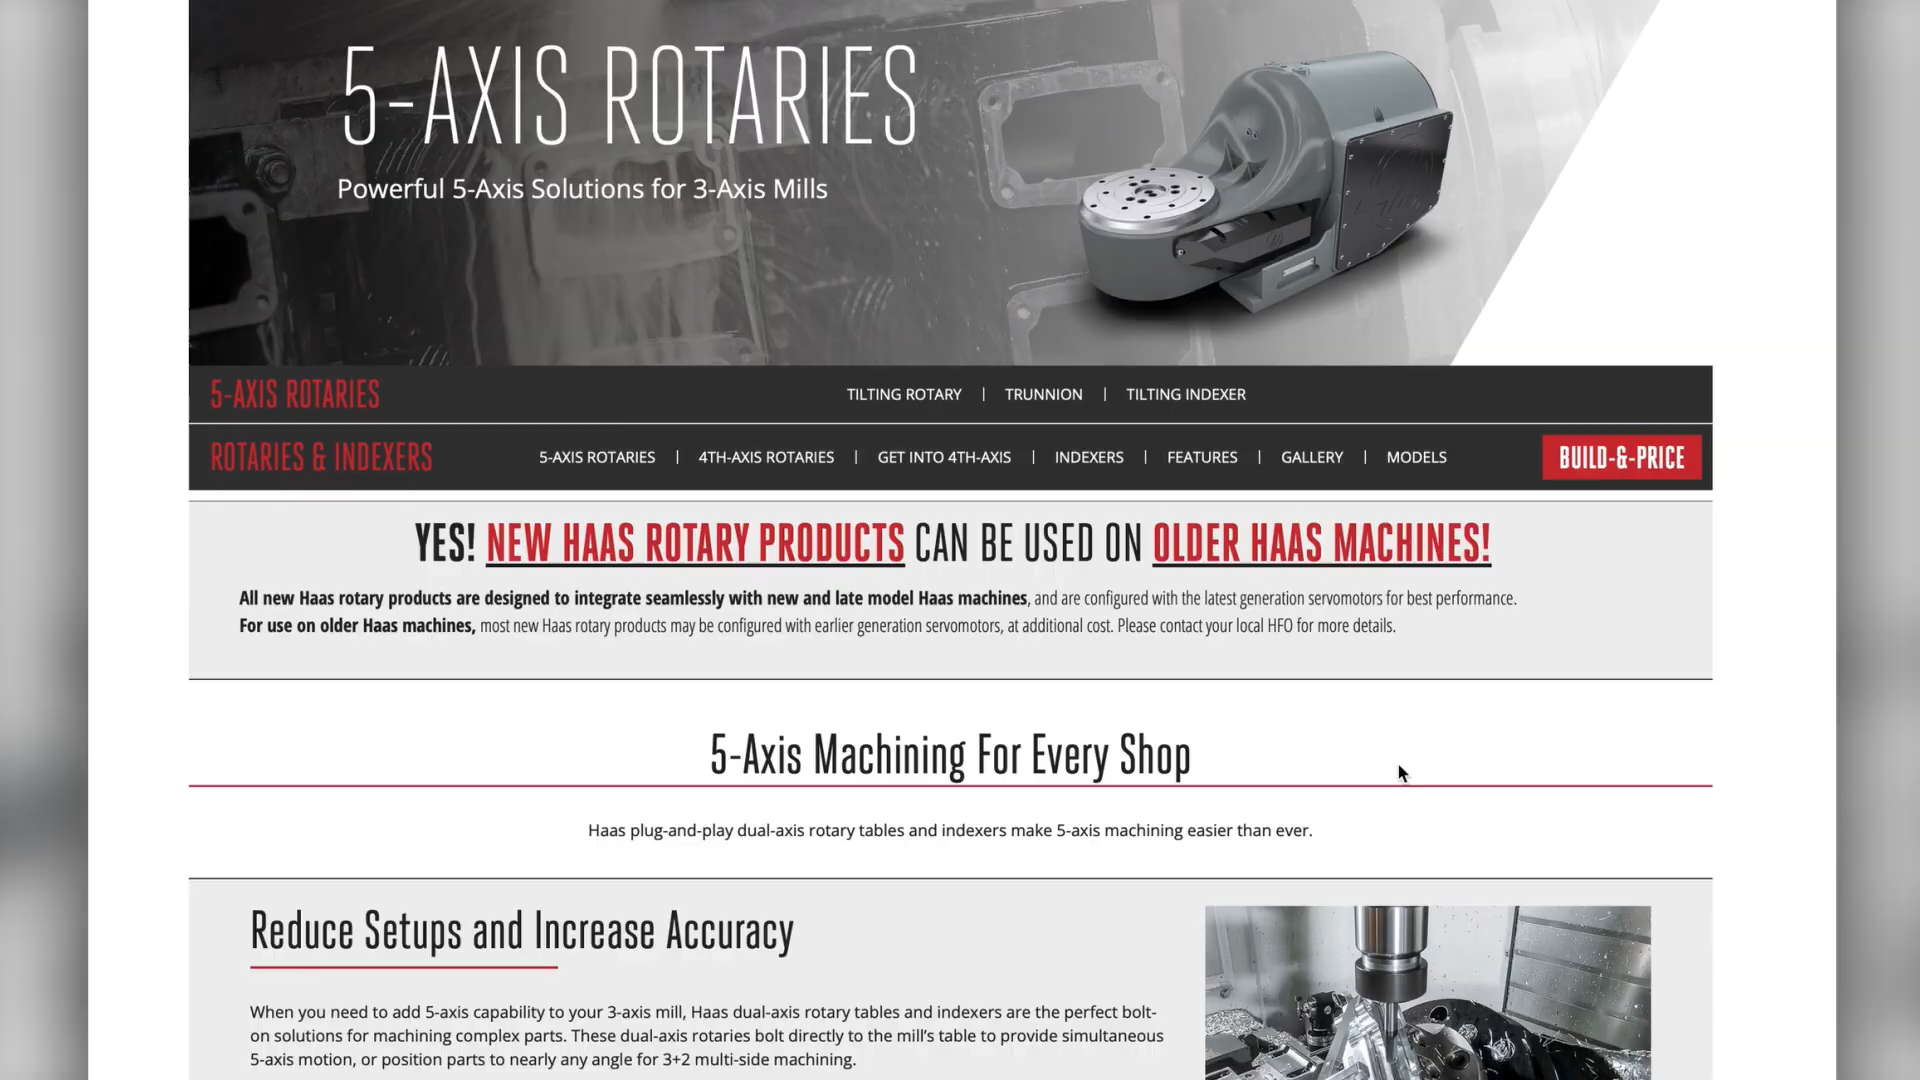 5-AXIS ROTARIES
Powerful 5-Axis Solutions for 3-Axis Mills
5-AXIS ROTARIES
TILTING ROTARY | TRUNNION | TILTING INDEXER
ROTARIES & INDEXERS
5-AXIS ROTARIES | 4TH-AXIS ROTARIES | GET INTO 4TH-AXIS | INDEXERS | FEATURES | GALLERY | MODELS
BUILD-&-PRICE
YES! NEW HAAS ROTARY PRODUCTS CAN BE USED ON OLDER HAAS MACHINES!
All new Haas rotary products are designed to integrate seamlessly with new and late model Haas machines, and are configured with the latest generation servomotors for best performance.
For use on older Haas machines, most new Haas rotary products may be configured with earlier generation servomotors, at additional cost. Please contact your local HFO for more details.
5-Axis Machining For Every Shop
Haas plug-and-play dual-axis rotary tables and indexers make 5-axis machining easier than ever.
Reduce Setups and Increase Accuracy
When you need to add 5-axis capability to your 3-axis mill, Haas dual-axis rotary tables and indexers are the perfect bolt-
on solutions for machining complex parts. These dual-axis rotaries bolt directly to the mill's table to provide simultaneous
5-axis motion, or position parts to nearly any angle for 3+2 multi-side machining.